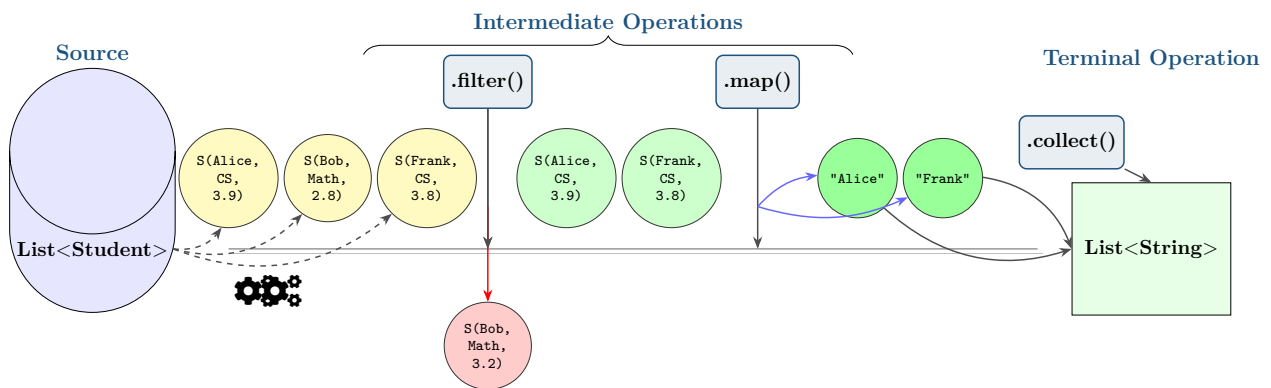 Intermediate Operations
Source
Terminal Operation
.filter()
.map()
.collect()
S(Alice,
CS,
3.9)
S(Bob,
Math,
2.8)
S(Frank,
CS,
3.8)
S(Alice,
CS,
3.9)
S(Frank,
CS,
3.8)
"Alice"
"Frank"
List<Student>
List<String>
S(Bob,
Math,
3.2)